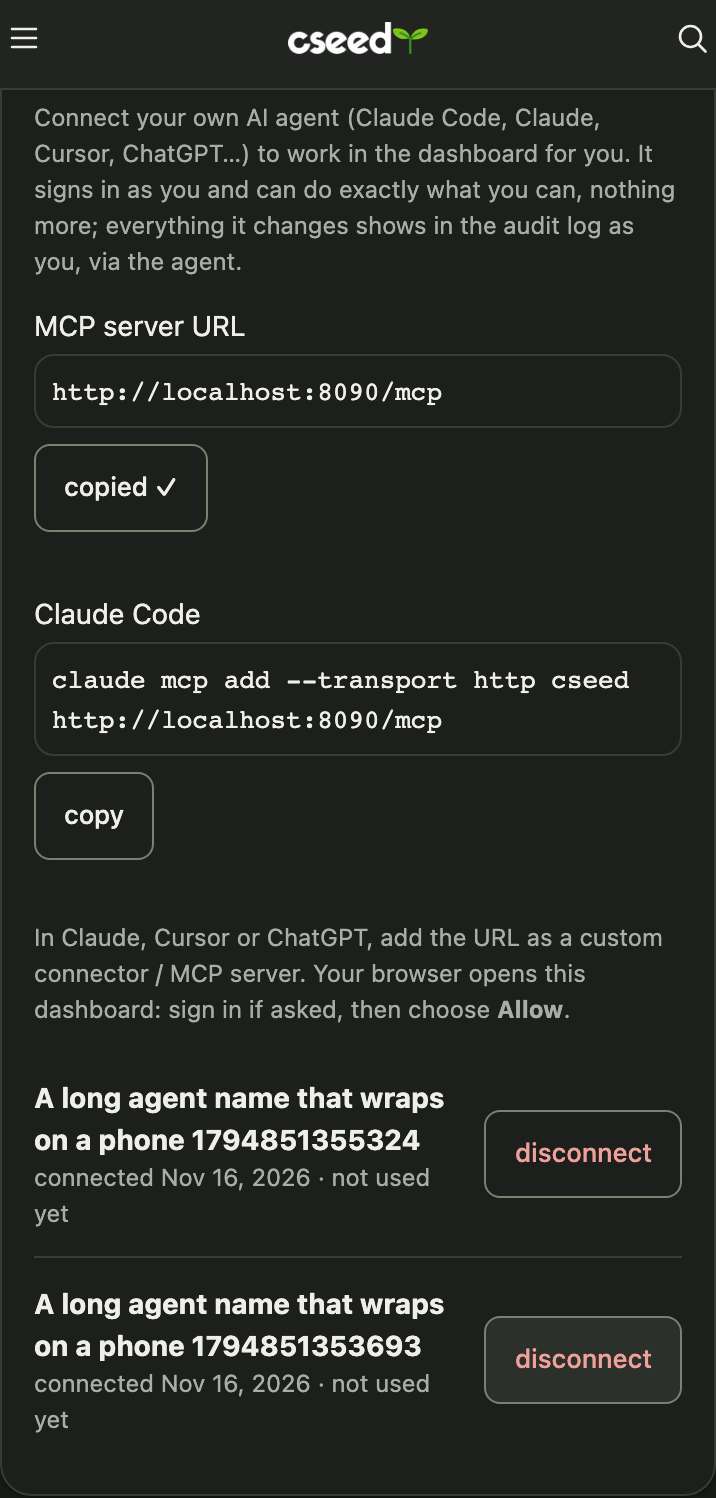 cseed
Connect your own AI agent (Claude Code, Claude,
Cursor, ChatGPT…) to work in the dashboard for you. It
signs in as you and can do exactly what you can, nothing
more; everything it changes shows in the audit log as
you, via the agent.
MCP server URL
http://localhost:8090/mcp
copied ✓
Claude Code
claude mcp add --transport http cseed
http://localhost:8090/mcp
copy
In Claude, Cursor or ChatGPT, add the URL as a custom
connector / MCP server. Your browser opens this
dashboard: sign in if asked, then choose Allow.
A long agent name that wraps
on a phone 1794851355324
connected Nov 16, 2026 · not used
yet
disconnect
A long agent name that wraps
on a phone 1794851353693
connected Nov 16, 2026 · not used
yet
disconnect